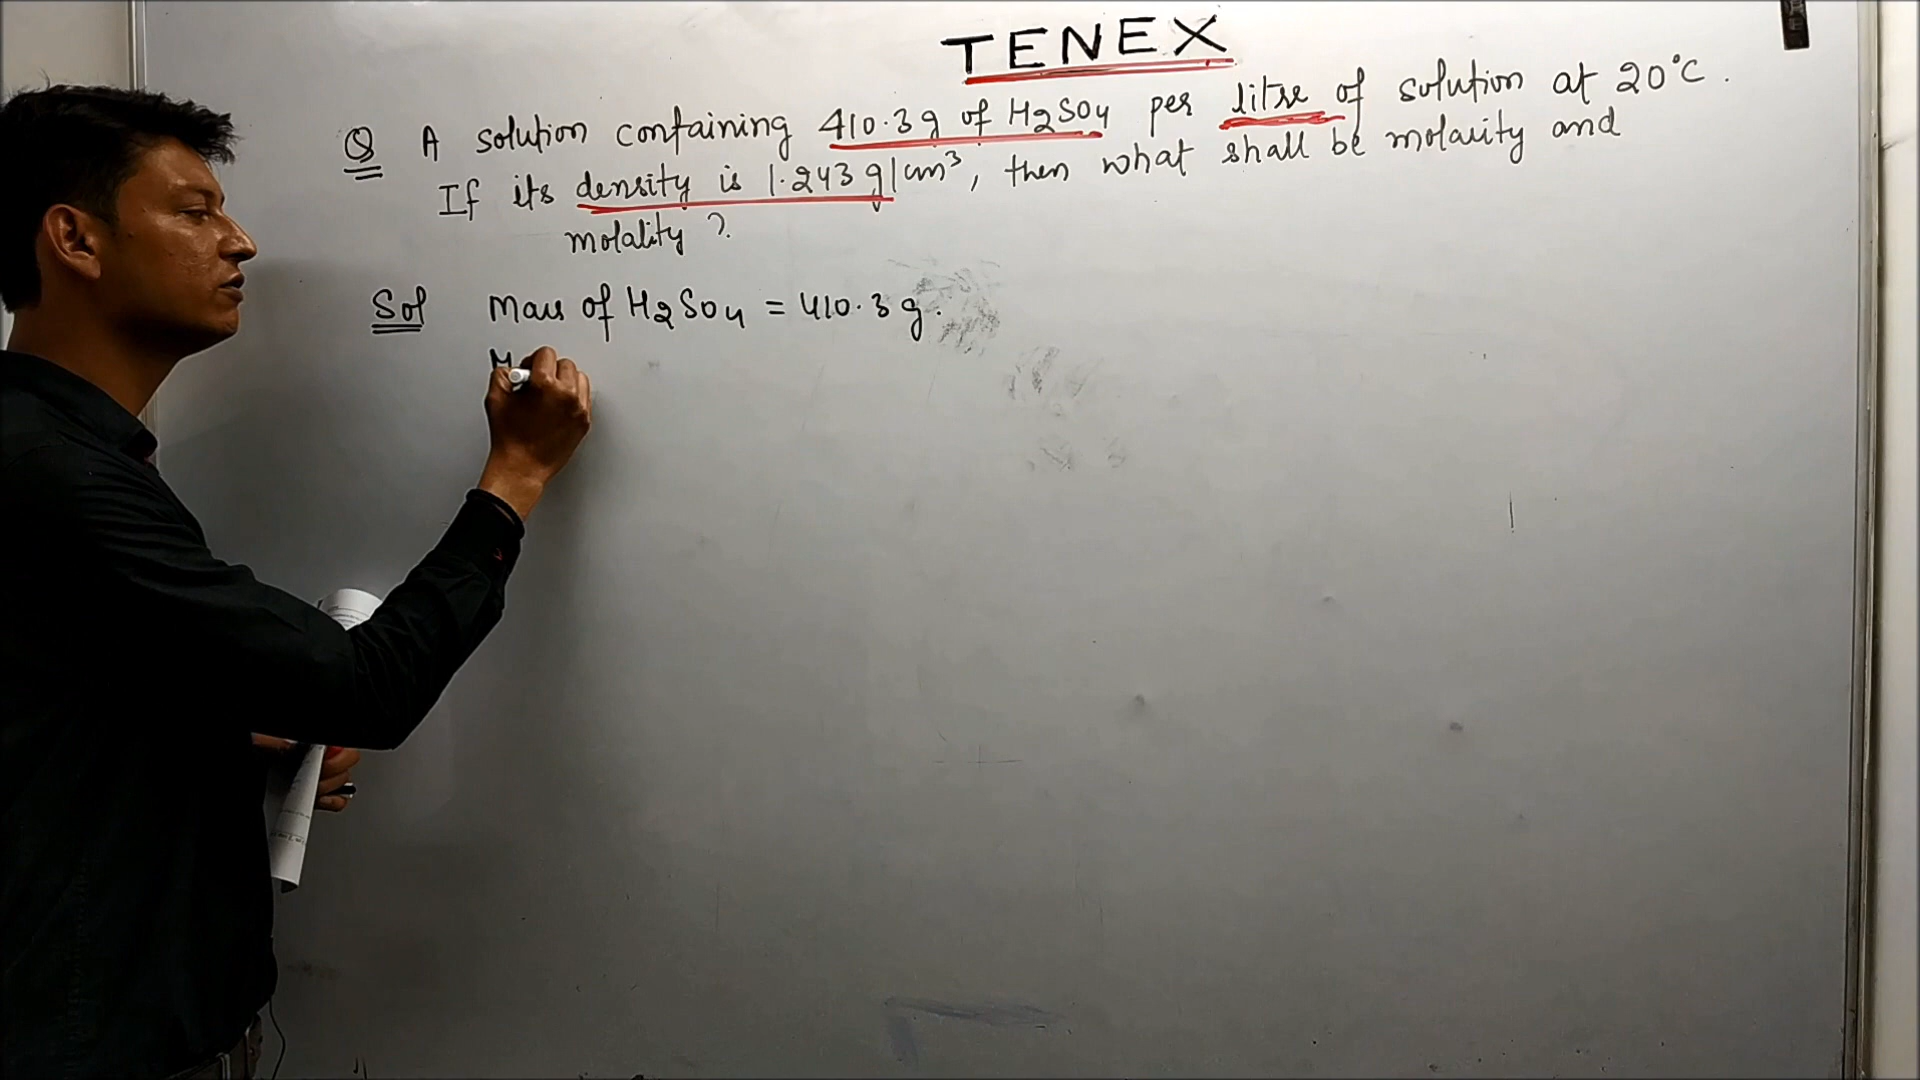 TENEX
Q A solution containing 410.3g of H2SO4 per litre of solution at 20°C.
If its density is 1.243 g/cm3, then what shall be molarity and
molality ?
Sol Mass of H2SO4 = 410.3 g.
M